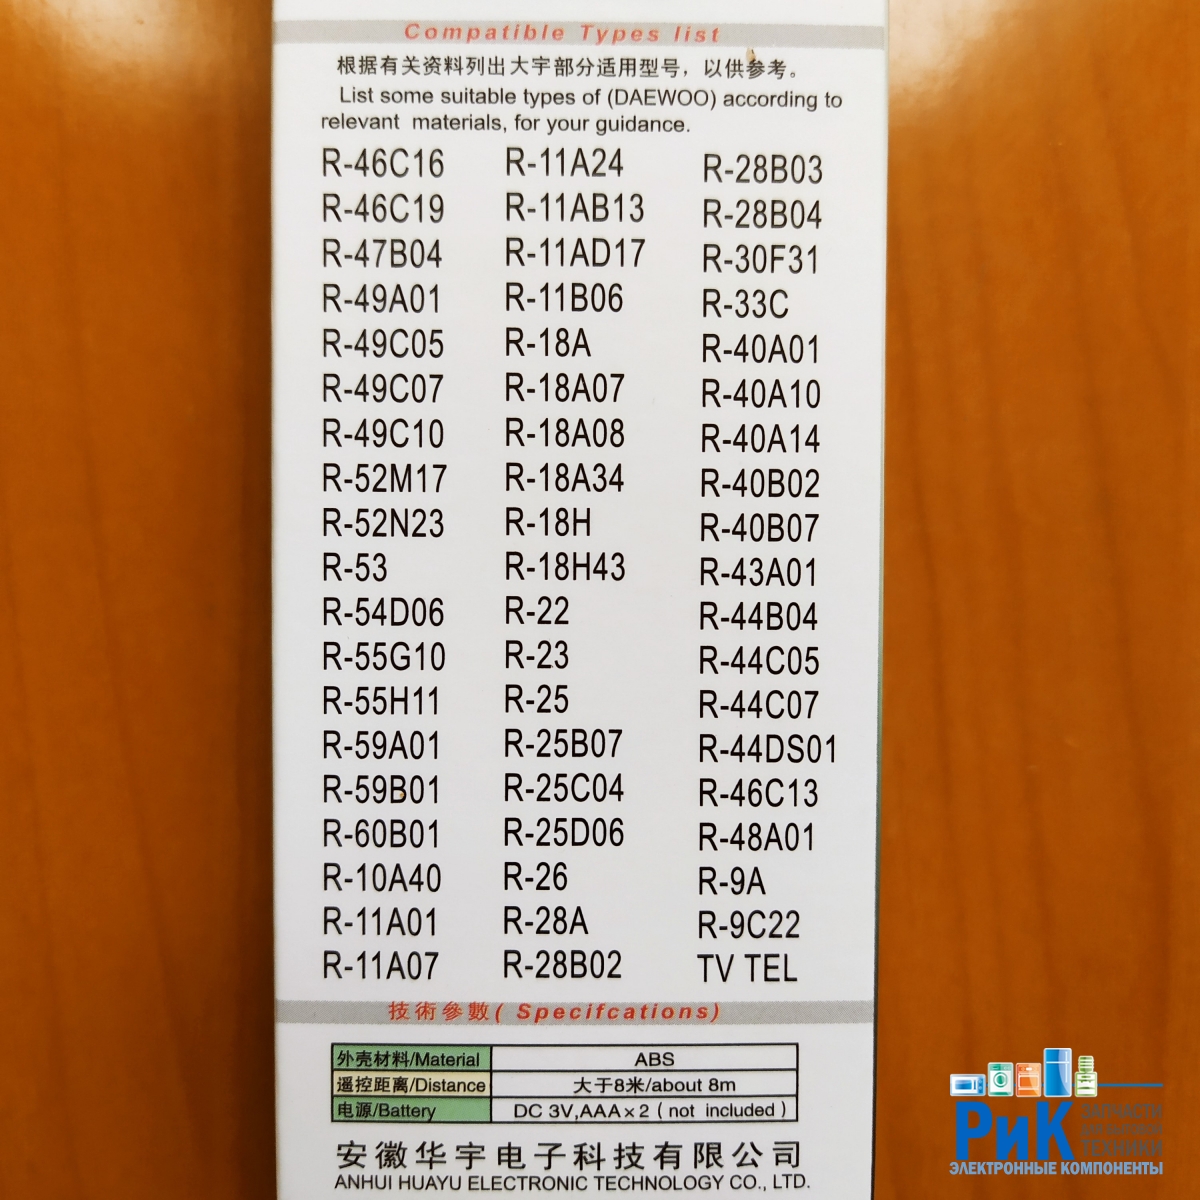 Compatible Types list
根据有关资料列出大宇部分适用型号，以供参考。
List some suitable types of (DAEWOO) according to
relevant materials, for your guidance.
R-46C16
R-46C19
R-47B04
R-49A01
R-49C05
R-49C07
R-49C10
R-52M17
R-52N23
R-53
R-54D06
R-55G10
R-55H11
R-59A01
R-59B01
R-60B01
R-10A40
R-11A01
R-11A07
R-11A24
R-11AB13
R-11AD17
R-11B06
R-18A
R-18A07
R-18A08
R-18A34
R-18H
R-18H43
R-22
R-23
R-25
R-25B07
R-25C04
R-25D06
R-26
R-28A
R-28B02
R-28B03
R-28B04
R-30F31
R-33C
R-40A01
R-40A10
R-40A14
R-40B02
R-40B07
R-43A01
R-44B04
R-44C05
R-44C07
R-44DS01
R-46C13
R-48A01
R-9A
R-9C22
TV TEL
技術參數( Specifcations)
外壳材料/Material ABS
遥控距离/Distance 大于8米/about 8m
电源/Battery DC 3V,AAA×2 ( not included )
安徽华宇电子科技有限公司
ANHUI HUAYU ELECTRONIC TECHNOLOGY CO., LTD.
РиК
ЗАПЧАСТИ
ДЛЯ БЫТОВОЙ
ТЕХНИКИ
ЭЛЕКТРОННЫЕ КОМПОНЕНТЫ